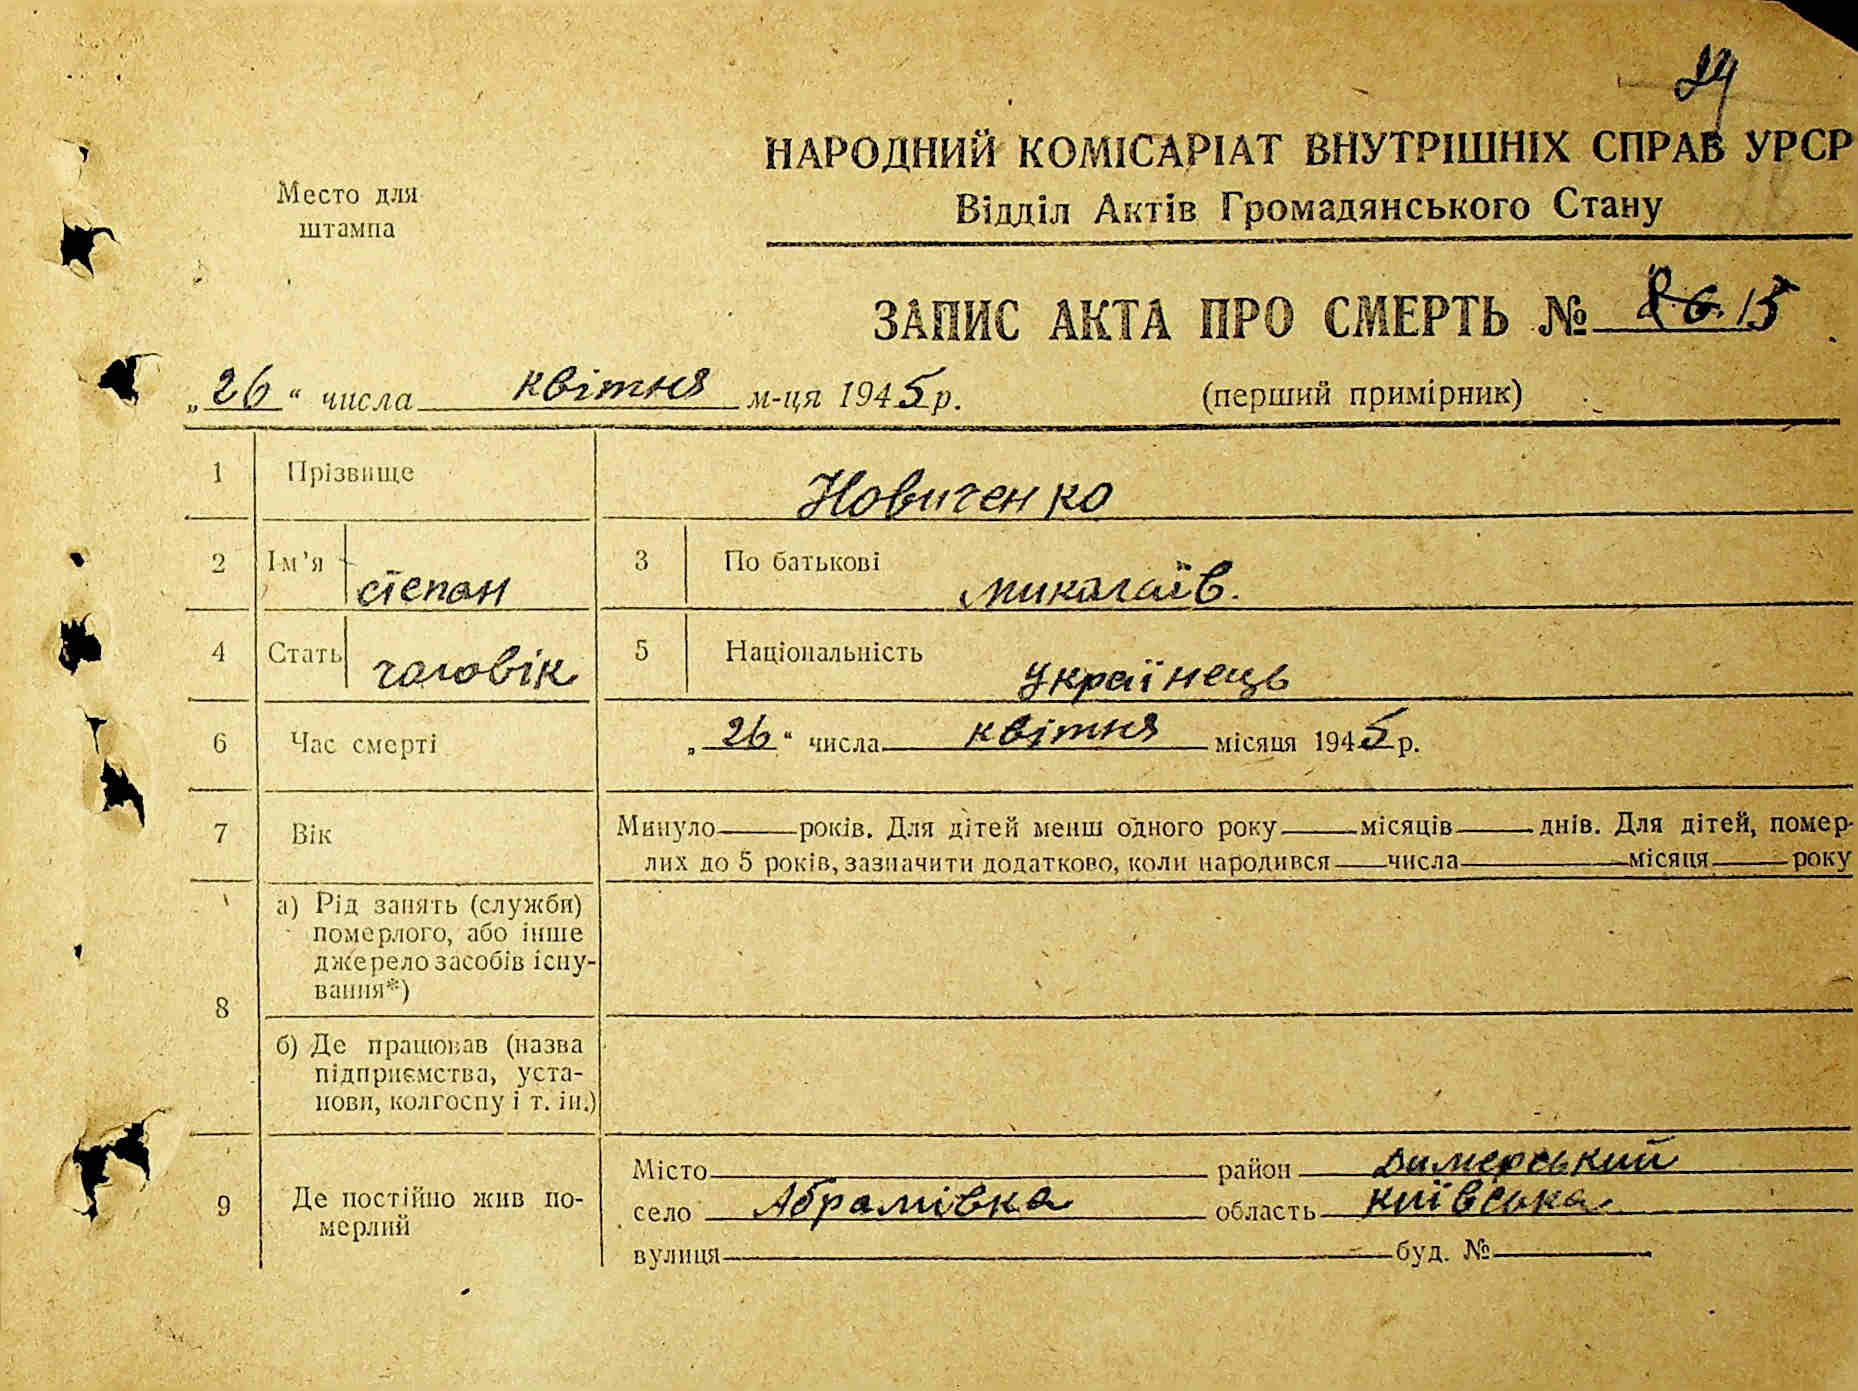 24
НАРОДНИЙ КОМІСАРІАТ ВНУТРІШНІХ СПРАВ УРСР
Место для
штампа
Відділ Актів Громадянського Стану
ЗАПИС АКТА ПРО СМЕРТЬ № 86. 15
„26“ числа квітня м-ця 1945 р. (перший примірник)
1 Прізвище Новиченко
2 Ім'я степан 3 По батькові миколаїв.
4 Стать чоловік 5 Національність Українець
6 Час смерті „26“ числа квітня місяця 1945 р.
7 Вік Минуло років. Для дітей менш одного року місяців днів. Для дітей, помер-
лих до 5 років, зазначити додатково, коли народився числа місяця року
8 а) Рід занять (служби)
померлого, або інше
джерело засобів існу-
вання*)
б) Де працював (назва
підприємства, уста-
нови, колгоспу і т. ін.)
9 Де постійно жив по-
мерлий
Місто район Димерський
село Абрамівка область київська
вулиця буд. №